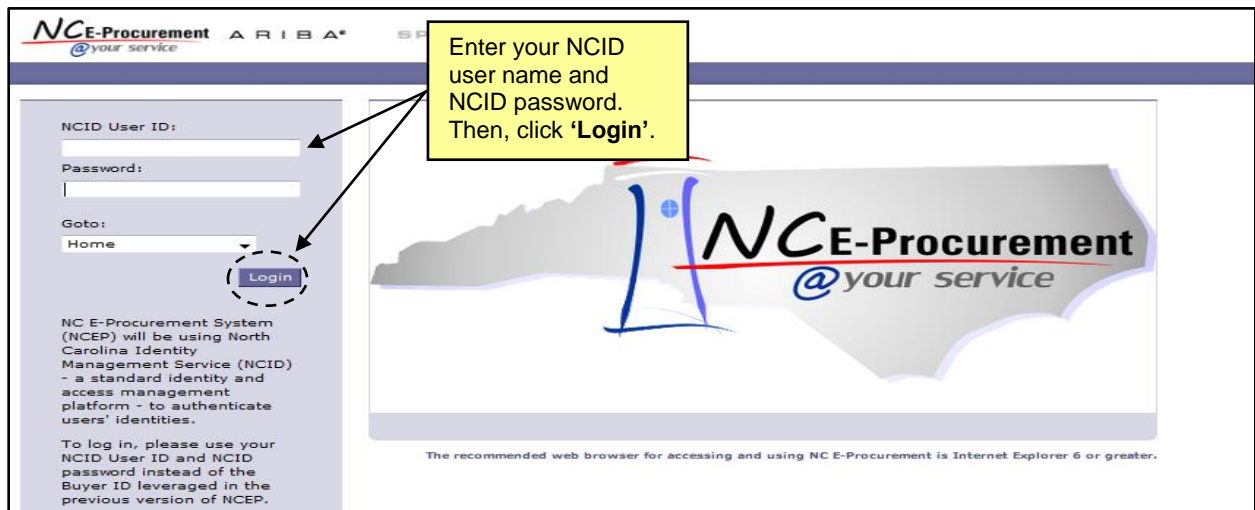 NCE-Procurement ARIBA® SP
@your service
Enter your NCID
user name and
NCID password.
Then, click ‘Login’.
NCID User ID:
Password:
Goto:
Home
Login
NC E-Procurement System
(NCEP) will be using North
Carolina Identity
Management Service (NCID)
- a standard identity and
access management
platform - to authenticate
users' identities.
To log in, please use your
NCID User ID and NCID
password instead of the
Buyer ID leveraged in the
previous version of NCEP.
NCE-Procurement
@your service
The recommended web browser for accessing and using NC E-Procurement is Internet Explorer 6 or greater.